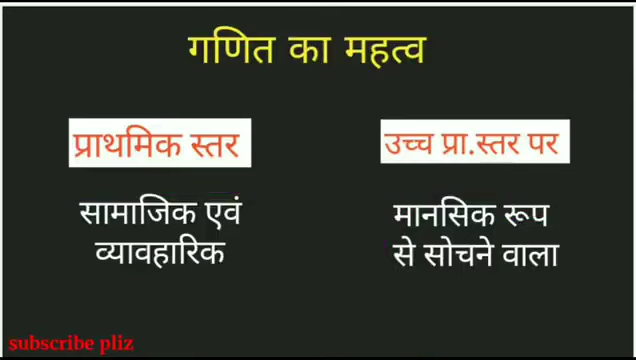 गणित का महत्व
प्राथमिक स्तर
उच्च प्रा.स्तर पर
सामाजिक एवं
व्यावहारिक
मानसिक रूप
से सोचने वाला
subscribe pliz